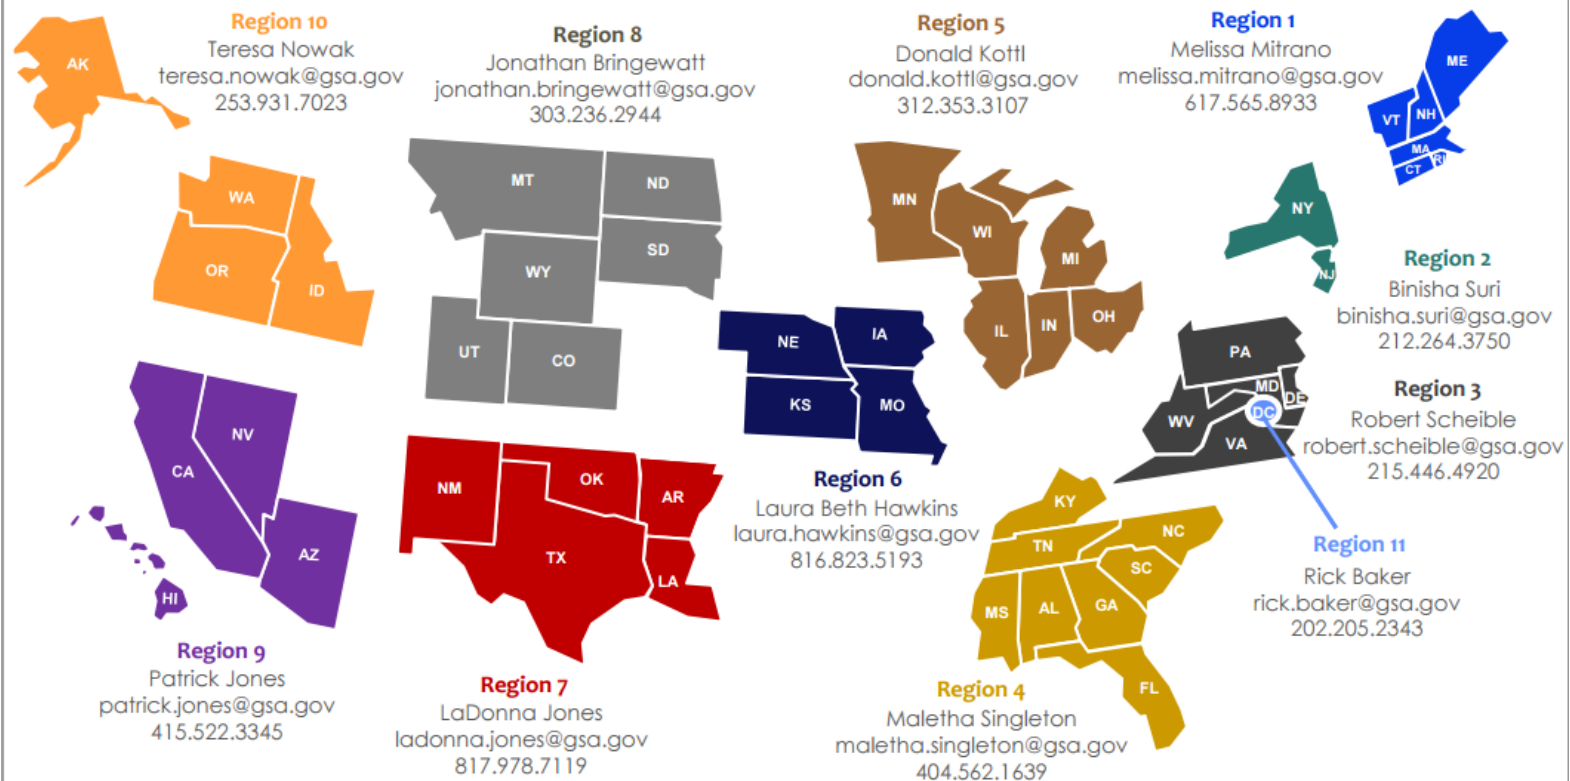 Region 10
Teresa Nowak
teresa.nowak@gsa.gov
253.931.7023
AK
WA
OR
ID
Region 8
Jonathan Bringewatt
jonathan.bringewatt@gsa.gov
303.236.2944
MT
ND
SD
WY
UT
CO
Region 5
Donald Kottl
donald.kottl@gsa.gov
312.353.3107
MN
WI
MI
IL
IN
OH
Region 1
Melissa Mitrano
melissa.mitrano@gsa.gov
617.565.8933
ME
VT
NH
MA
CT
RI
NY
NJ
Region 2
Binisha Suri
binisha.suri@gsa.gov
212.264.3750
PA
MD
DE
WV
DC
VA
Region 3
Robert Scheible
robert.scheible@gsa.gov
215.446.4920
Region 11
Rick Baker
rick.baker@gsa.gov
202.205.2343
NE
IA
KS
MO
Region 6
Laura Beth Hawkins
laura.hawkins@gsa.gov
816.823.5193
NV
CA
AZ
HI
Region 9
Patrick Jones
patrick.jones@gsa.gov
415.522.3345
NM
OK
AR
TX
LA
Region 7
LaDonna Jones
ladonna.jones@gsa.gov
817.978.7119
KY
NC
TN
SC
MS
AL
GA
FL
Region 4
Maletha Singleton
maletha.singleton@gsa.gov
404.562.1639